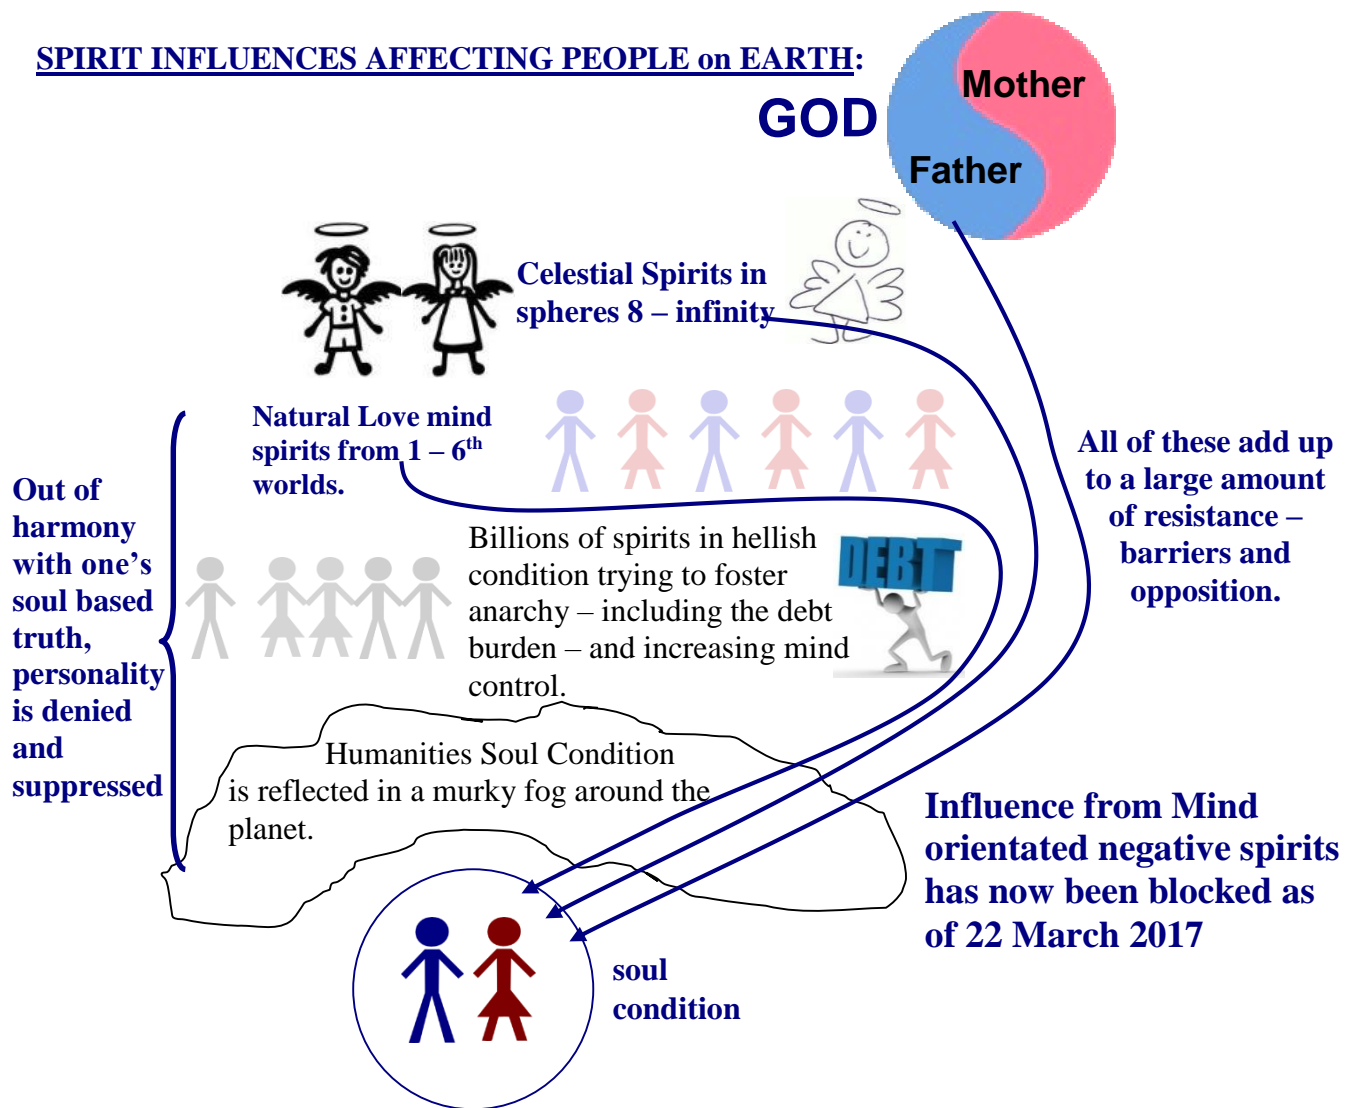 SPIRIT INFLUENCES AFFECTING PEOPLE on EARTH:
GOD
Mother
Father
Celestial Spirits in
spheres 8 – infinity
Natural Love mind
spirits from 1 – 6th
worlds.
All of these add up
to a large amount
of resistance –
barriers and
opposition.
Out of
harmony
with one’s
soul based
truth,
personality
is denied
and
suppressed
Billions of spirits in hellish
condition trying to foster
anarchy – including the debt
burden – and increasing mind
control.
DEBT
Humanities Soul Condition
is reflected in a murky fog around the
planet.
Influence from Mind
orientated negative spirits
has now been blocked as
of 22 March 2017
soul
condition